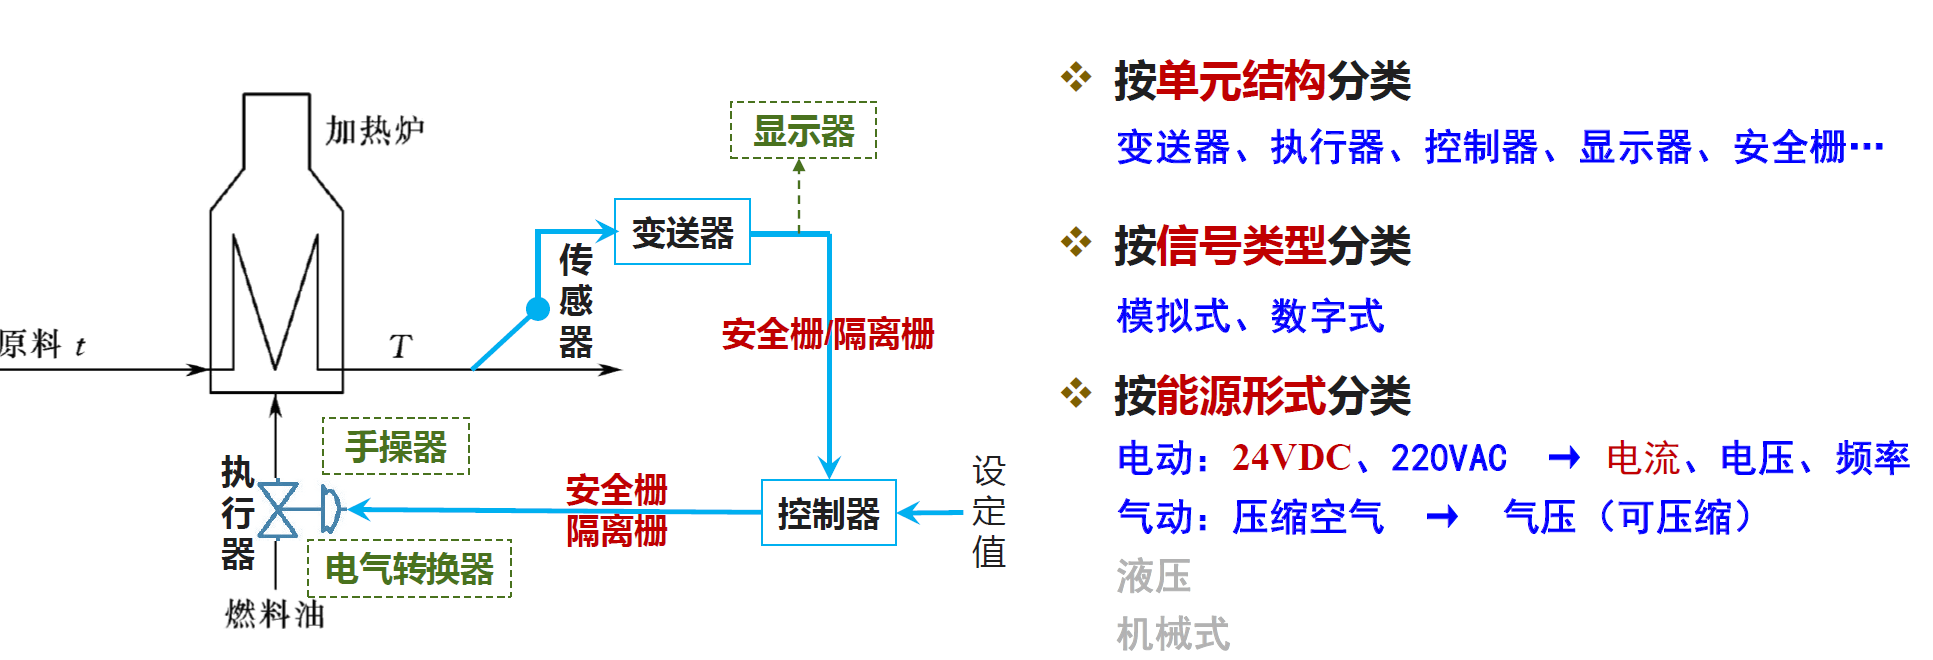 加热炉
原料 t
T
传感器
变送器
显示器
安全栅/隔离栅
控制器
设定值
安全栅
隔离栅
手操器
电气转换器
执行器
燃料油
按单元结构分类
变送器、执行器、控制器、显示器、安全栅…
按信号类型分类
模拟式、数字式
按能源形式分类
电动：24VDC、220VAC → 电流、电压、频率
气动：压缩空气 → 气压（可压缩）
液压
机械式